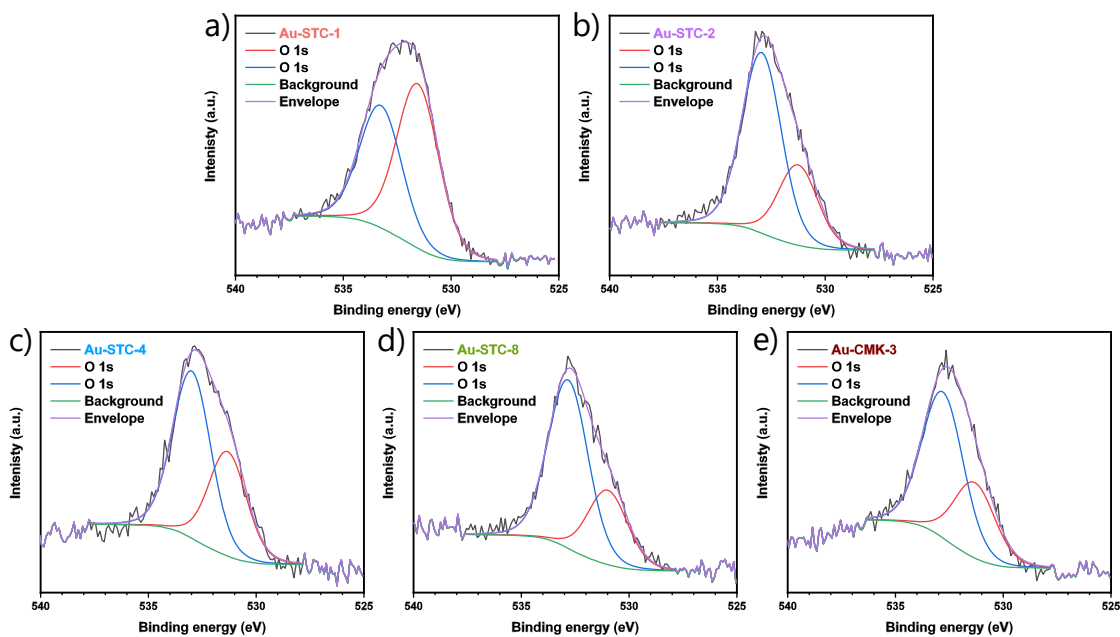 a)
Au-STC-1
O 1s
O 1s
Background
Envelope
Intenisty (a.u.)
540 535 530 525
Binding energy (eV)
b)
Au-STC-2
O 1s
O 1s
Background
Envelope
Intenisty (a.u.)
540 535 530 525
Binding energy (eV)
c)
Au-STC-4
O 1s
O 1s
Background
Envelope
Intenisty (a.u.)
540 535 530 525
Binding energy (eV)
d)
Au-STC-8
O 1s
O 1s
Background
Envelope
Intenisty (a.u.)
540 535 530 525
Binding energy (eV)
e)
Au-CMK-3
O 1s
O 1s
Background
Envelope
Intenisty (a.u.)
540 535 530 525
Binding energy (eV)